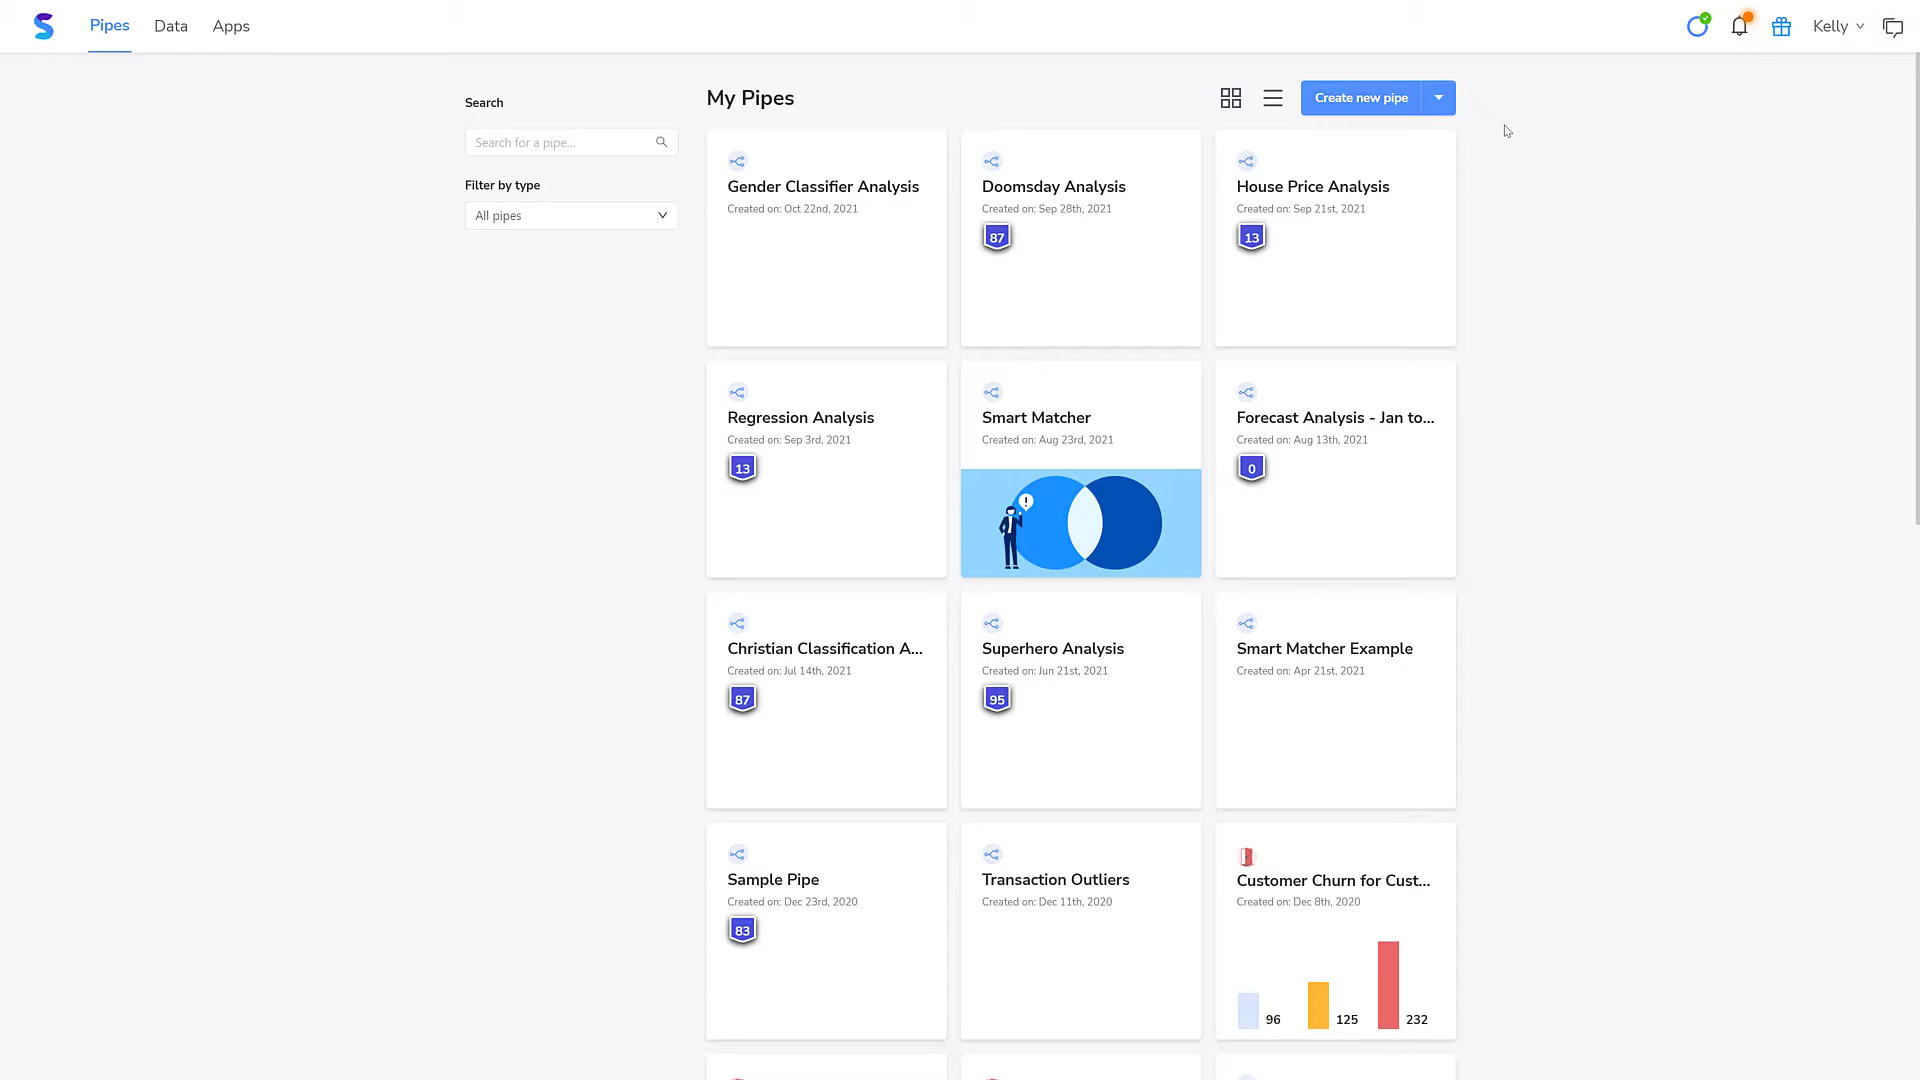 Pipes Data Apps Kelly
Search
Search for a pipe...
Filter by type
All pipes
My Pipes
Create new pipe
Gender Classifier Analysis
Created on: Oct 22nd, 2021
Doomsday Analysis
Created on: Sep 28th, 2021
87
House Price Analysis
Created on: Sep 21st, 2021
13
Regression Analysis
Created on: Sep 3rd, 2021
13
Smart Matcher
Created on: Aug 23rd, 2021
!
Forecast Analysis - Jan to...
Created on: Aug 13th, 2021
0
Christian Classification A...
Created on: Jul 14th, 2021
87
Superhero Analysis
Created on: Jun 21st, 2021
95
Smart Matcher Example
Created on: Apr 21st, 2021
Sample Pipe
Created on: Dec 23rd, 2020
83
Transaction Outliers
Created on: Dec 11th, 2020
Customer Churn for Cust...
Created on: Dec 8th, 2020
96 125 232